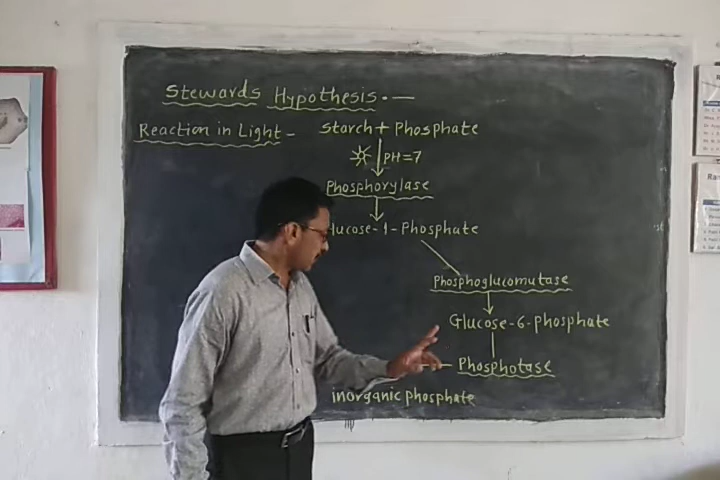 Stewards Hypothesis.—
Reaction in Light – Starch + Phosphate
PH=7
Phosphorylase
lucose-1-Phosphate
Phosphoglucomutase
Glucose-6-phosphate
Phosphotase
inorganic phosphate